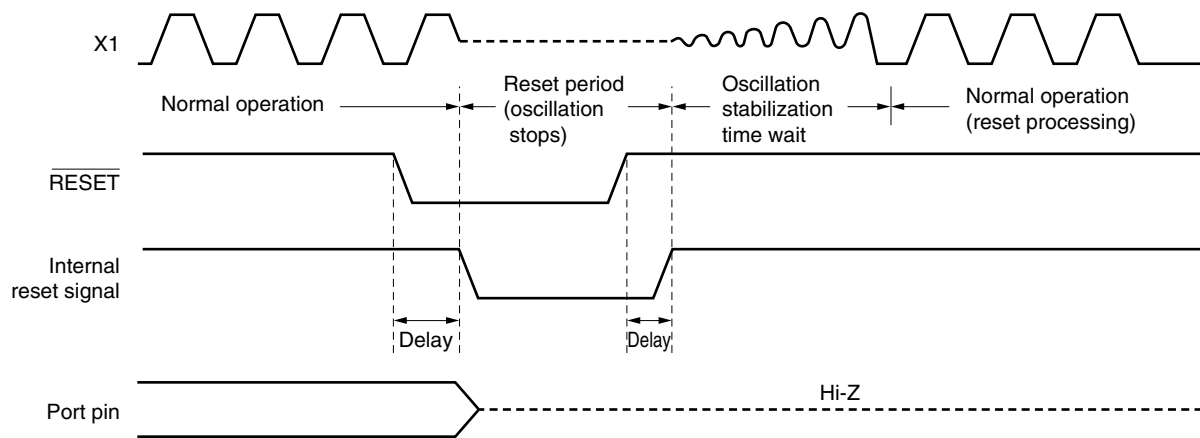 X1
Normal operation
Reset period
(oscillation
stops)
Oscillation
stabilization
time wait
Normal operation
(reset processing)
RESET
Internal
reset signal
Delay
Delay
Hi-Z
Port pin